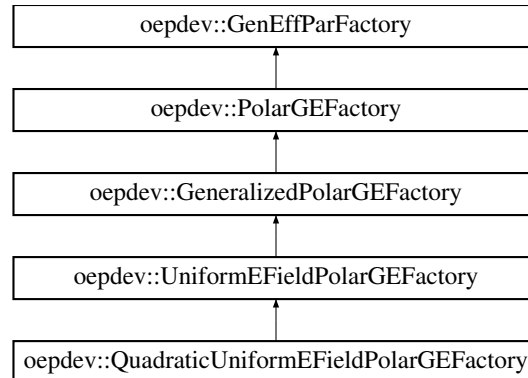 oepdev::GenEffParFactory
oepdev::PolarGEFactory
oepdev::GeneralizedPolarGEFactory
oepdev::UniformEFieldPolarGEFactory
oepdev::QuadraticUniformEFieldPolarGEFactory